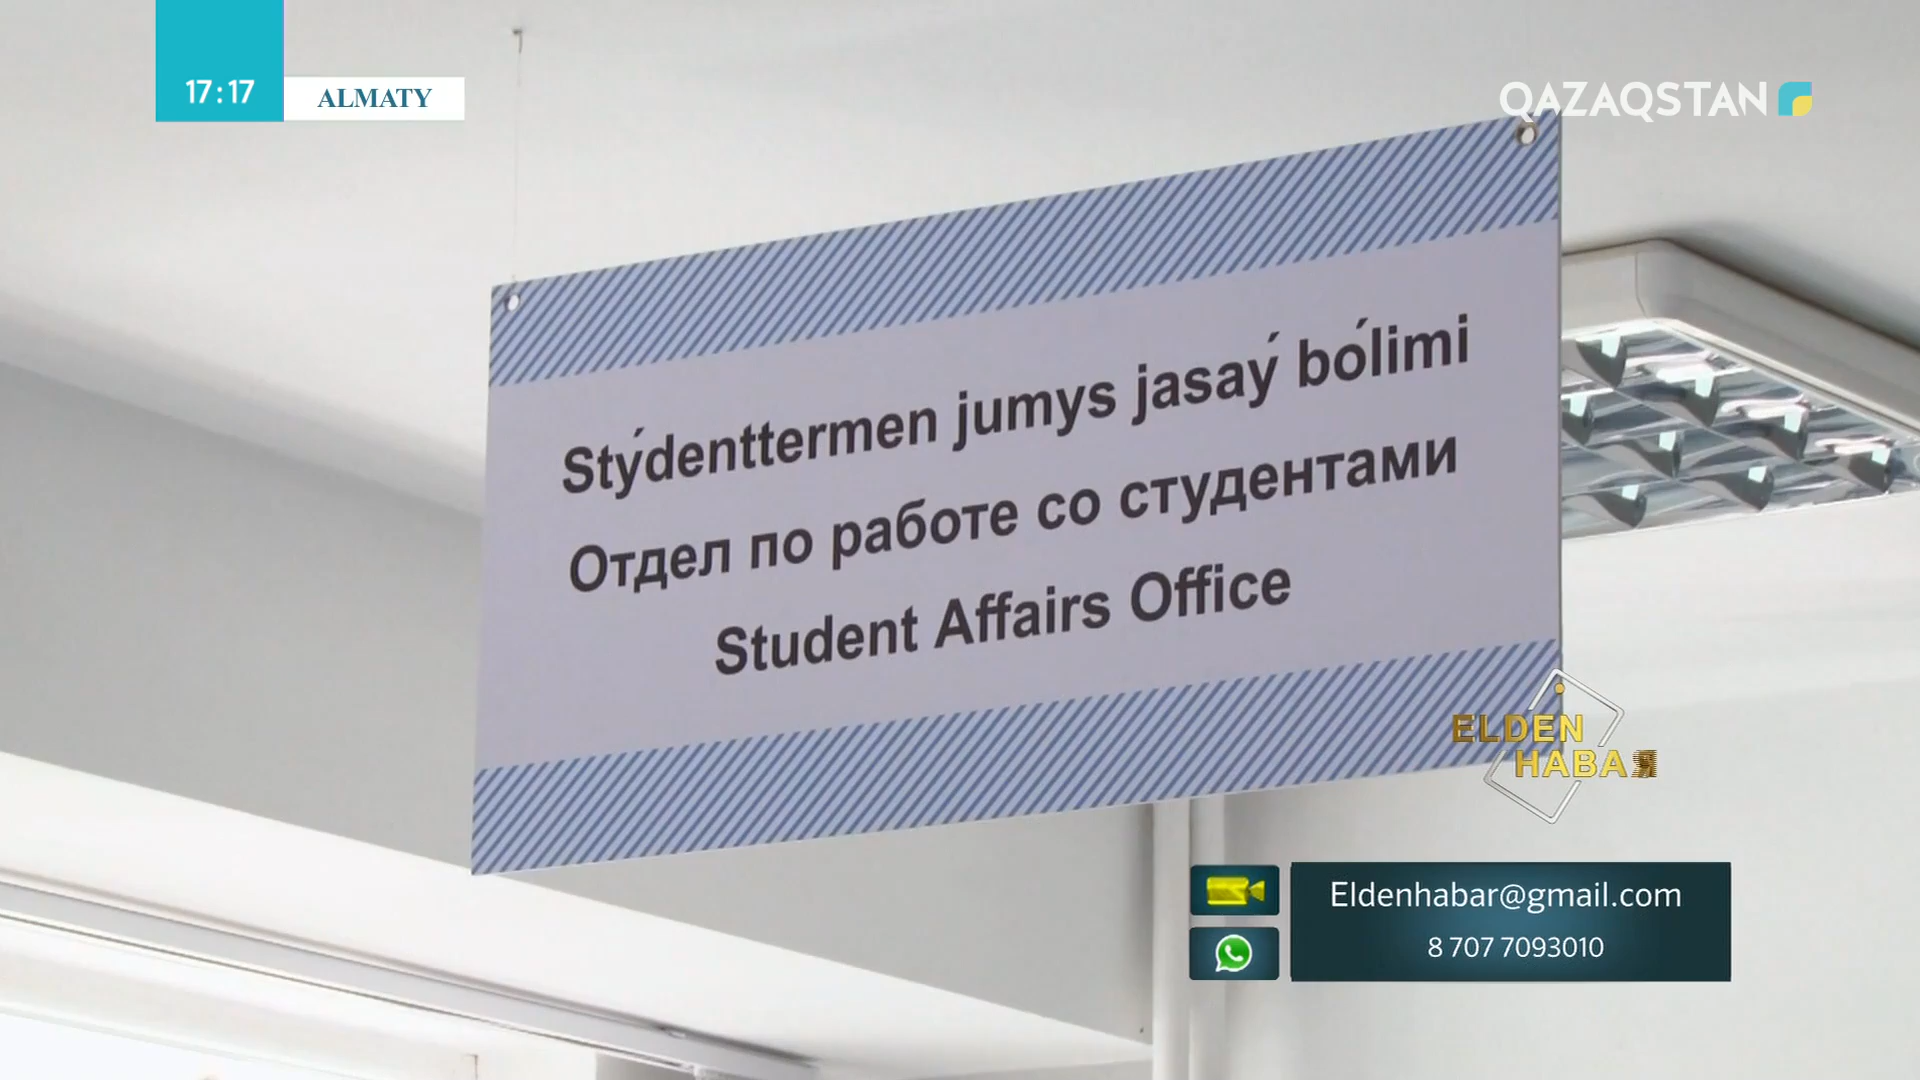 17:17
ALMATY
QAZAQSTAN
Stýdenttermen jumys jasaý bólimi
Отдел по работе со студентами
Student Affairs Office
ELDEN
HABAR
Eldenhabar@gmail.com
8 707 7093010